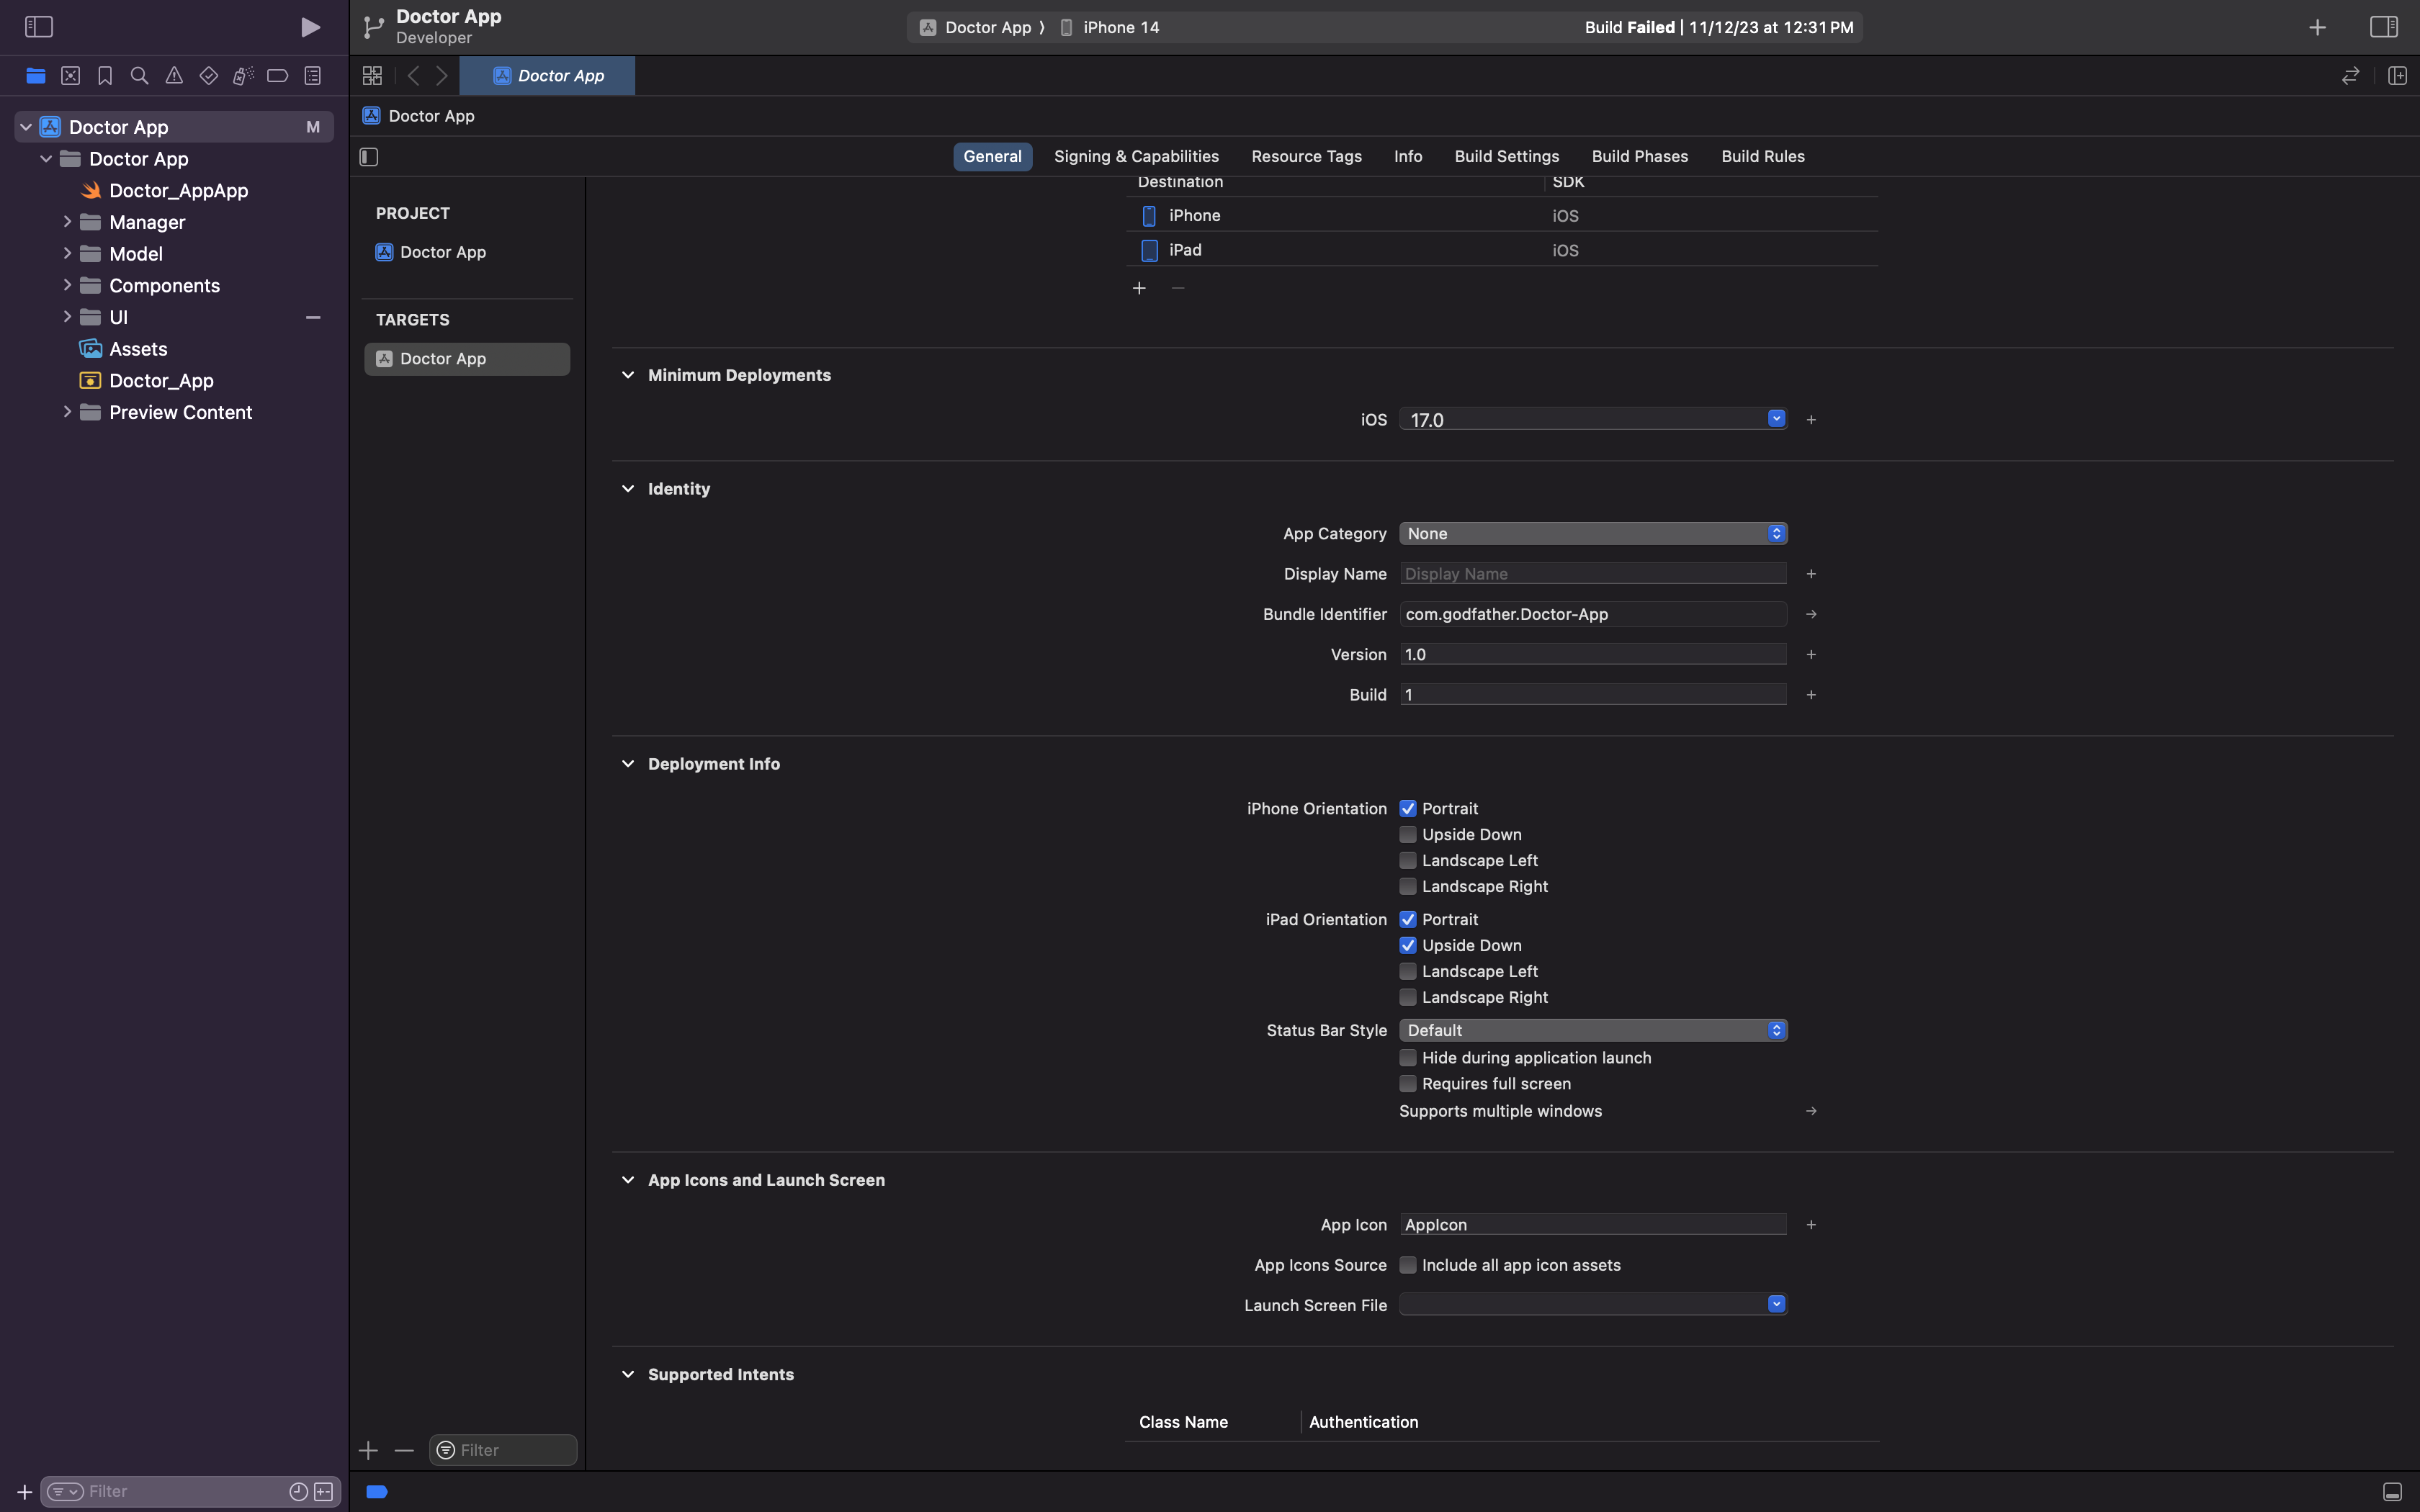 Doctor App
Developer
Doctor App ⟩ iPhone 14
Build Failed | 11/12/23 at 12:31 PM
Doctor App
Doctor App
General Signing & Capabilities Resource Tags Info Build Settings Build Phases Build Rules
Doctor App M
Doctor App
Doctor_AppApp
Manager
Model
Components
UI
Assets
Doctor_App
Preview Content
Filter
PROJECT
Doctor App
TARGETS
Doctor App
Filter
Destination SDK
iPhone iOS
iPad iOS
Minimum Deployments
iOS 17.0
Identity
App Category None
Display Name Display Name
Bundle Identifier com.godfather.Doctor-App
Version 1.0
Build 1
Deployment Info
iPhone Orientation Portrait
Upside Down
Landscape Left
Landscape Right
iPad Orientation Portrait
Upside Down
Landscape Left
Landscape Right
Status Bar Style Default
Hide during application launch
Requires full screen
Supports multiple windows
App Icons and Launch Screen
App Icon AppIcon
App Icons Source Include all app icon assets
Launch Screen File
Supported Intents
Class Name Authentication